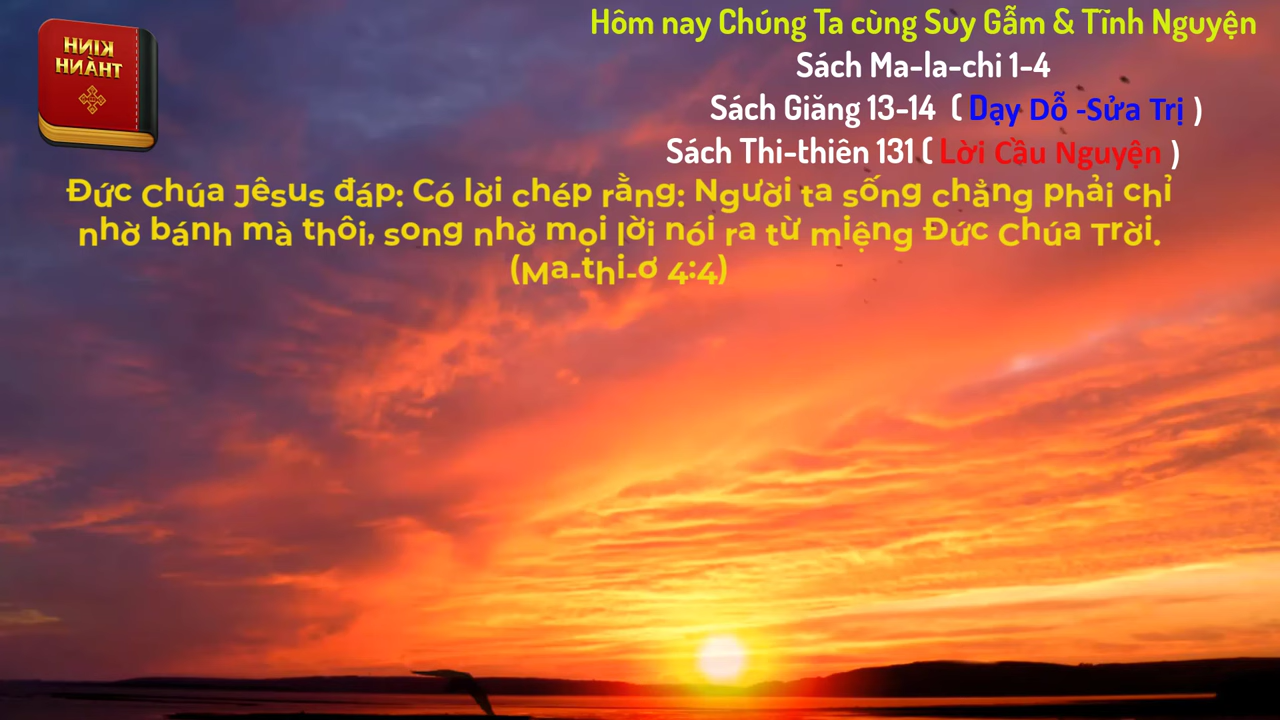 KINH
THÀNH
Hôm nay Chúng Ta cùng Suy Gẫm & Tĩnh Nguyện
Sách Ma-la-chi 1-4
Sách Giăng 13-14 ( Dạy Dỗ -Sửa Trị )
Sách Thi-thiên 131 ( Lời Cầu Nguyện )
Đức Chúa Jêsus đáp: Có lời chép rằng: Người ta sống chẳng phải chỉ
nhờ bánh mà thôi, song nhờ mọi lời nói ra từ miệng Đức Chúa Trời.
(Ma-thi-ơ 4:4)